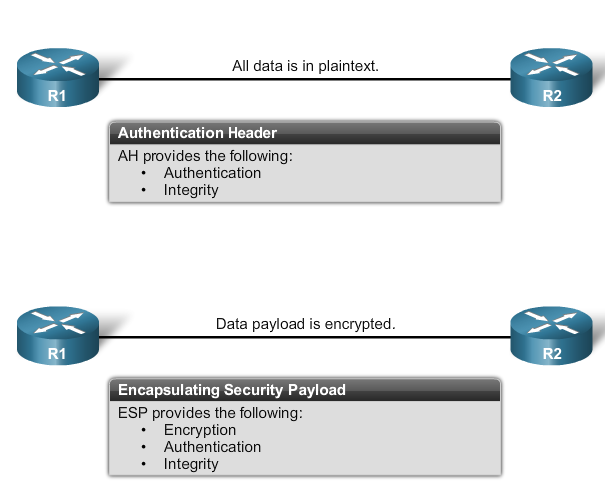 All data is in plaintext.
R1
R2
Authentication Header
AH provides the following:
• Authentication
• Integrity
Data payload is encrypted.
R1
R2
Encapsulating Security Payload
ESP provides the following:
• Encryption
• Authentication
• Integrity